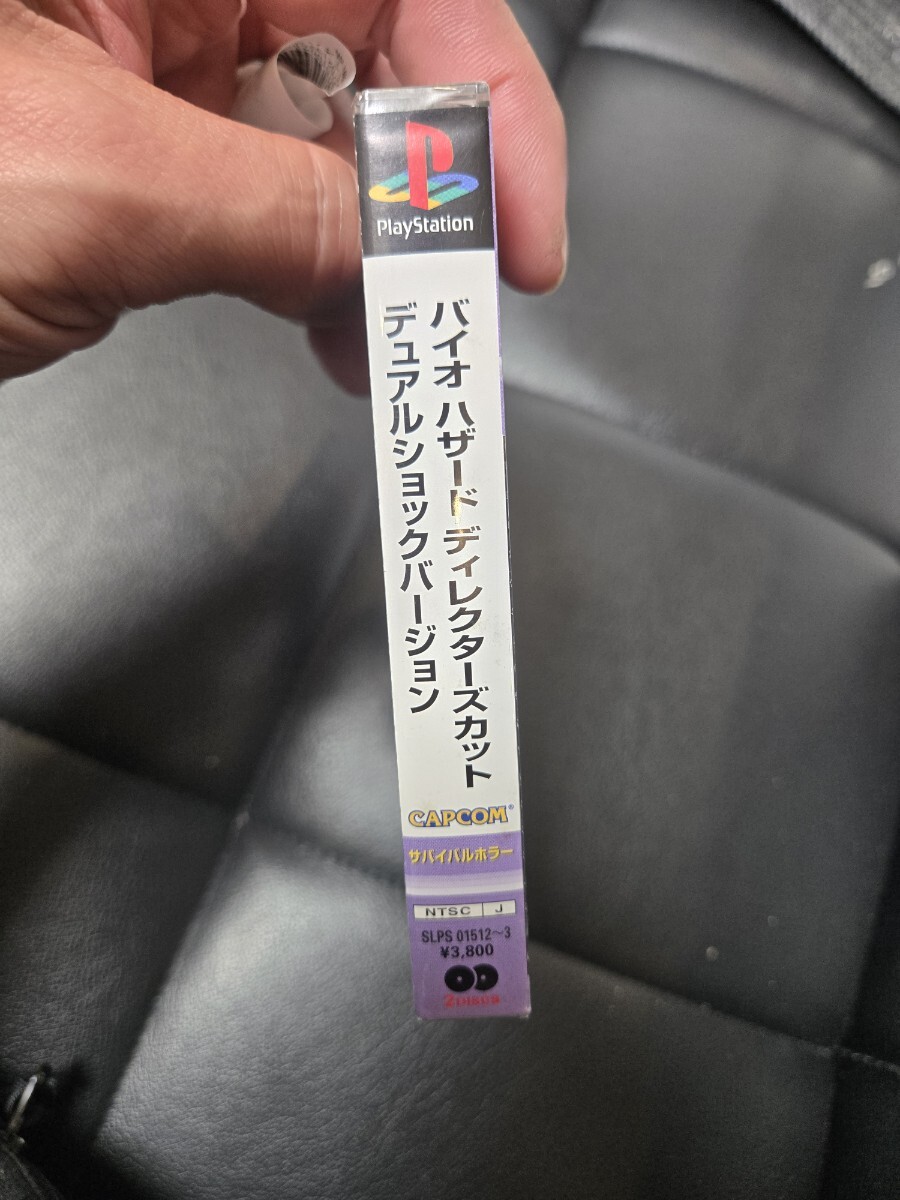 PlayStation
バイオ ハザード ディレクターズカット
デュアルショックバージョン
CAPCOM®
サバイバルホラー
NTSC J
SLPS 01512～3
¥3,800
2DISCS